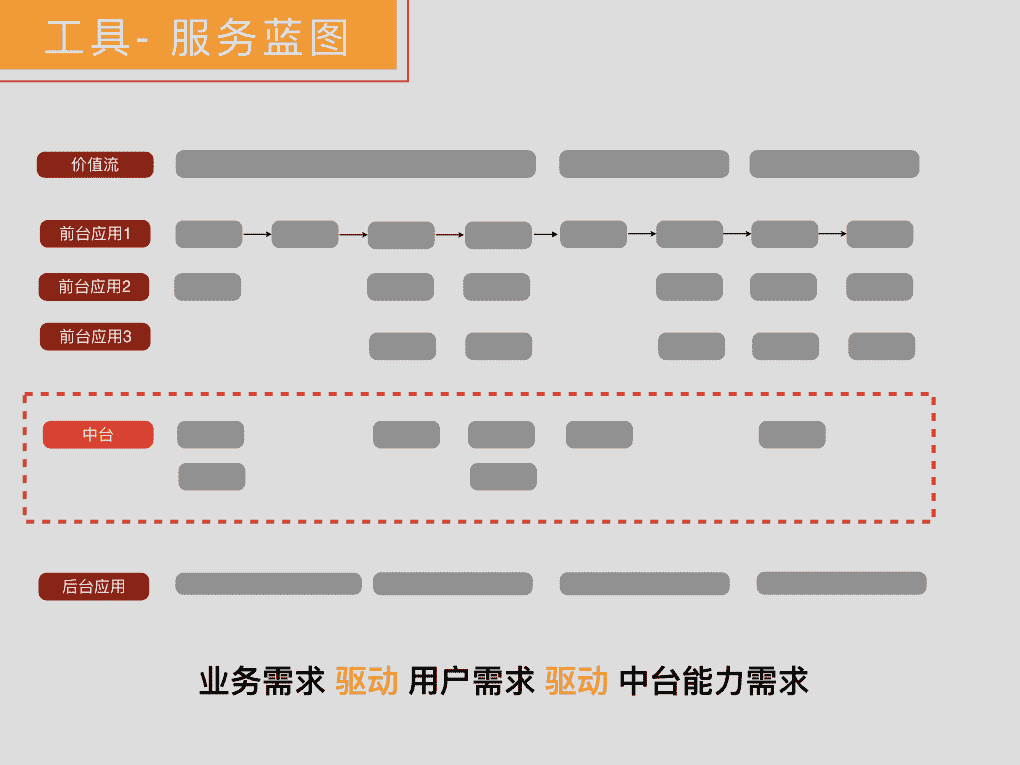 工具- 服务蓝图
价值流
前台应用1
前台应用2
前台应用3
中台
后台应用
业务需求 驱动 用户需求 驱动 中台能力需求